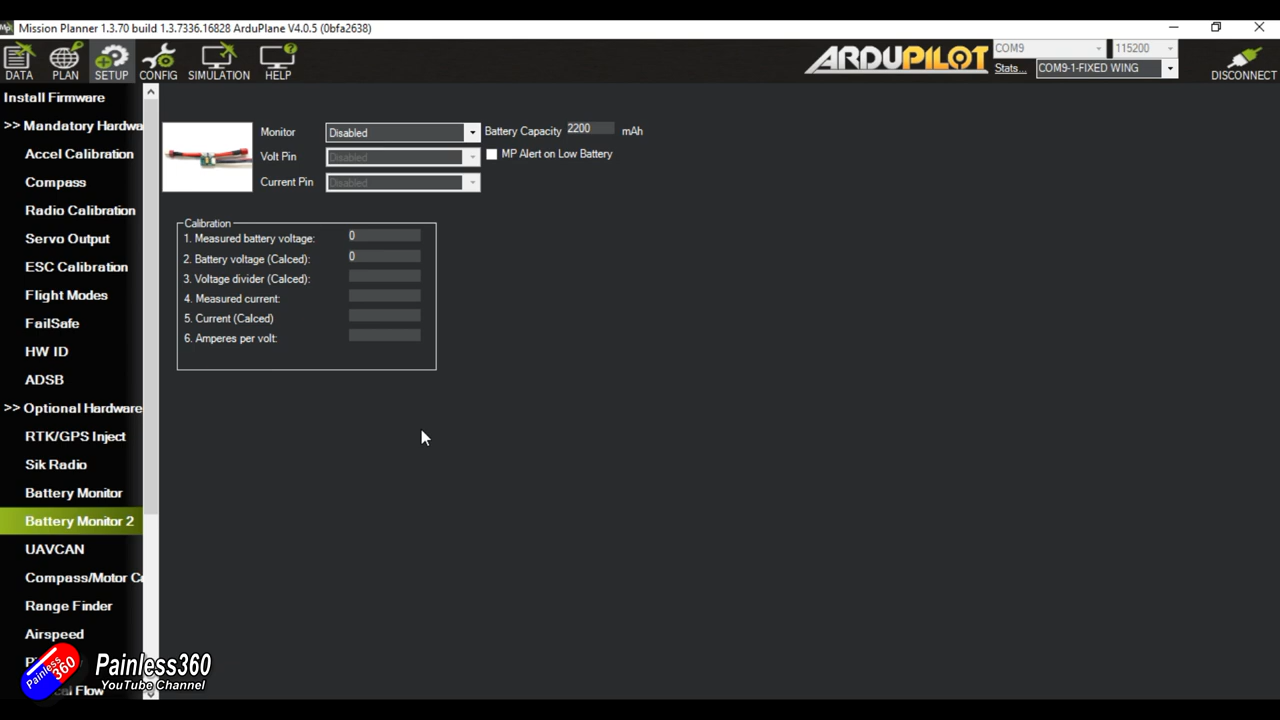 Mission Planner 1.3.70 build 1.3.7336.16828 ArduPlane V4.0.5 (0bfa2638)
DATA PLAN SETUP CONFIG SIMULATION HELP
ARDUPILOT
COM9 115200
Stats... COM9-1-FIXED WING
DISCONNECT
Install Firmware
>> Mandatory Hardwa
Accel Calibration
Compass
Radio Calibration
Servo Output
ESC Calibration
Flight Modes
FailSafe
HW ID
ADSB
>> Optional Hardware
RTK/GPS Inject
Sik Radio
Battery Monitor
Battery Monitor 2
UAVCAN
Compass/Motor C
Range Finder
Airspeed
Flow
Monitor Disabled Battery Capacity 2200 mAh
Volt Pin Disabled MP Alert on Low Battery
Current Pin Disabled
Calibration
1. Measured battery voltage: 0
2. Battery voltage (Calced): 0
3. Voltage divider (Calced):
4. Measured current:
5. Current (Calced)
6. Amperes per volt:
Painless360
Painless360
YouTube Channel